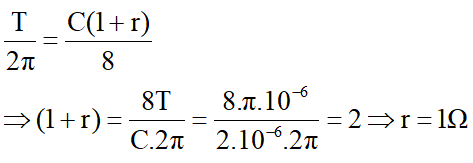 T/2π = C(1+r)/8
⇒(1+r) = 8T/C.2π = 8.π.10⁻⁶/2.10⁻⁶.2π = 2⇒r = 1Ω